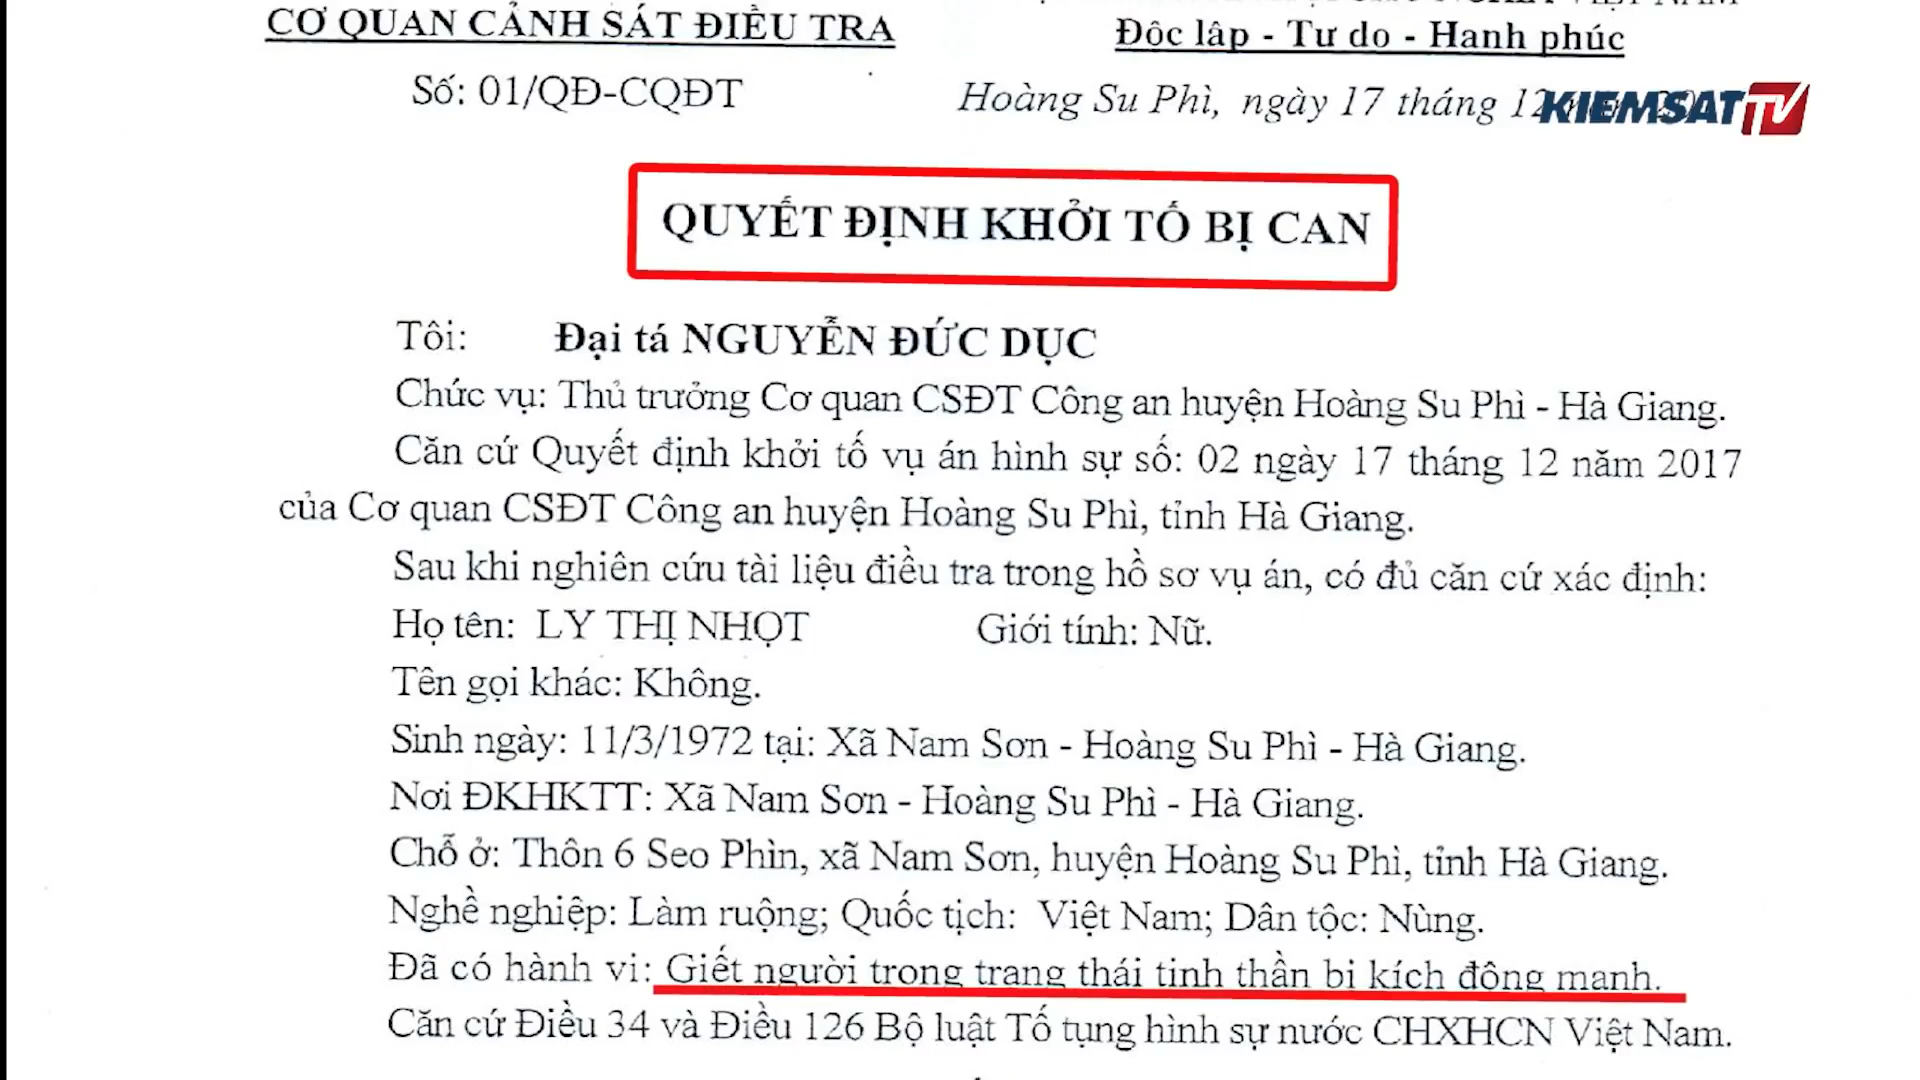 CƠ QUAN CẢNH SÁT ĐIỀU TRA
Độc lập - Tự do - Hạnh phúc
Số: 01/QĐ-CQĐT
Hoàng Su Phì, ngày 17 tháng 12
KIEMSAT TV
QUYẾT ĐỊNH KHỞI TỐ BỊ CAN
Tôi: Đại tá NGUYỄN ĐỨC DỤC
Chức vụ: Thủ trưởng Cơ quan CSĐT Công an huyện Hoàng Su Phì - Hà Giang.
Căn cứ Quyết định khởi tố vụ án hình sự số: 02 ngày 17 tháng 12 năm 2017
của Cơ quan CSĐT Công an huyện Hoàng Su Phì, tỉnh Hà Giang.
Sau khi nghiên cứu tài liệu điều tra trong hồ sơ vụ án, có đủ căn cứ xác định:
Họ tên: LY THỊ NHỌT Giới tính: Nữ.
Tên gọi khác: Không.
Sinh ngày: 11/3/1972 tại: Xã Nam Sơn - Hoàng Su Phì - Hà Giang.
Nơi ĐKHKTT: Xã Nam Sơn - Hoàng Su Phì - Hà Giang.
Chỗ ở: Thôn 6 Seo Phìn, xã Nam Sơn, huyện Hoàng Su Phì, tỉnh Hà Giang.
Nghề nghiệp: Làm ruộng; Quốc tịch: Việt Nam; Dân tộc: Nùng.
Đã có hành vi: Giết người trong trạng thái tinh thần bị kích động mạnh.
Căn cứ Điều 34 và Điều 126 Bộ luật Tố tụng hình sự nước CHXHCN Việt Nam.